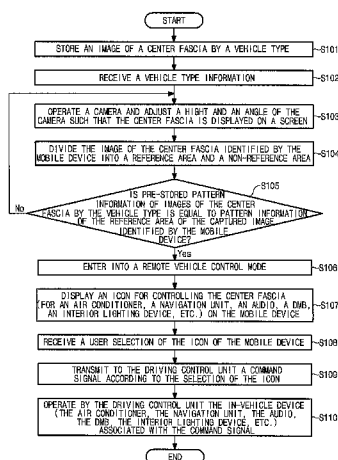 START
STORE AN IMAGE OF A CENTER FASCIA BY A VEHICLE TYPE
S101
RECEIVE A VEHICLE TYPE INFORMATION
S102
OPERATE A CAMERA AND ADJUST A HIGHT AND AN ANGLE OF THE
CAMERA SUCH THAT THE CENTER FASCIA IS DISPLAYED ON A SCREEN
S103
DIVIDE THE IMAGE OF THE CENTER FASCIA IDENTIFIED BY THE
MOBILE DEVICE INTO A REFERENCE AREA AND A NON-REFERENCE AREA
S104
S105
IS PRE-STORED PATTERN
INFORMATION OF IMAGES OF THE CENTER
FASCIA BY THE VEHICLE TYPE IS EQUAL TO PATTERN INFORMATION
OF THE REFERENCE AREA OF THE CAPTURED IMAGE
IDENTIFIED BY THE MOBILE
DEVICE?
No
Yes
ENTER INTO A REMOTE VEHICLE CONTROL MODE
S106
DISPLAY AN ICON FOR CONTROLLING THE CENTER FASCIA
(FOR AN AIR CONDITIONER, A NAVIGATION UNIT, AN AUDIO, A DMB,
AN INTERIOR LIGHTING DEVICE, ETC.) ON THE MOBILE DEVICE
S107
RECEIVE A USER SELECTION OF THE ICON OF THE MOBILE DEVICE
S108
TRANSMIT TO THE DRIVING CONTROL UNIT A COMMAND
SIGNAL ACCORDING TO THE SELECTION OF THE ICON
S109
OPERATE BY THE DRIVING CONTROL UNIT THE IN-VEHICLE DEVICE
(THE AIR CONDITIONER, THE NAVIGATION UNIT, THE AUDIO,
THE DMB, THE INTERIOR LIGHTING DEVICE, ETC.)
ASSOCIATED WITH THE COMMAND SIGNAL
S110
END